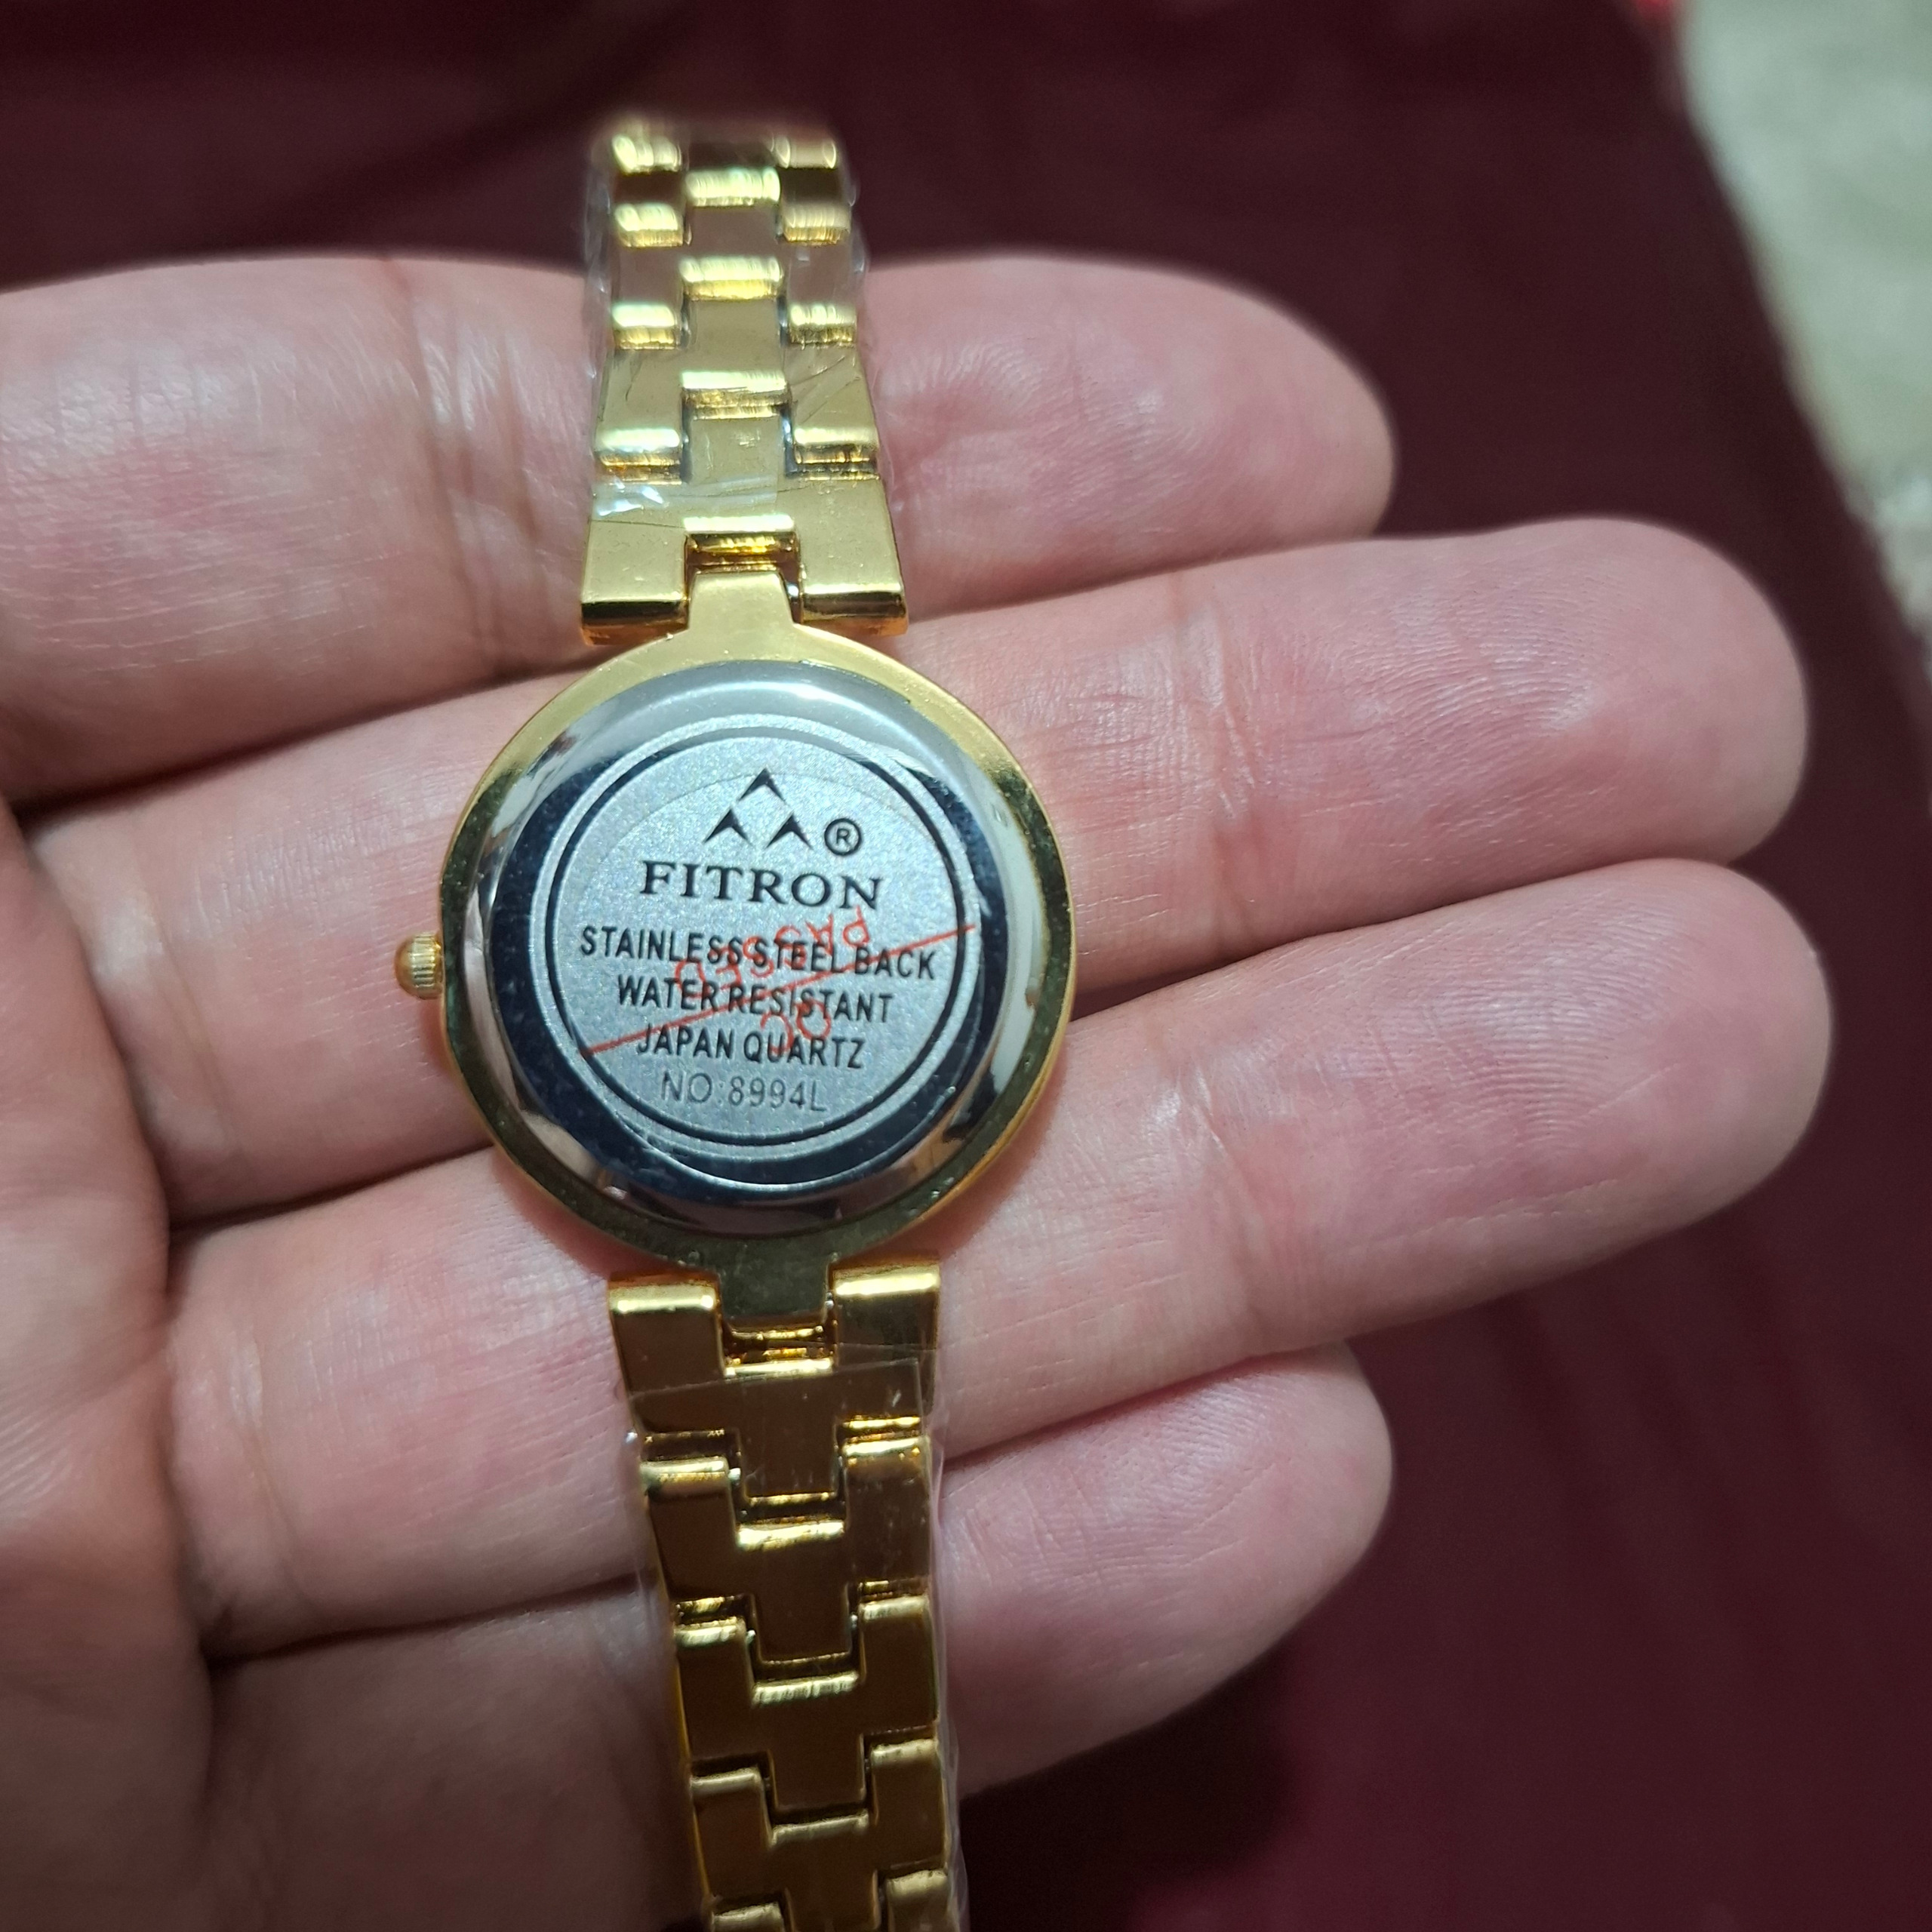 ®
FITRON
STAINLESS STEEL BACK
WATER RESISTANT
JAPAN QUARTZ
NO:8994L
QC
PASSED